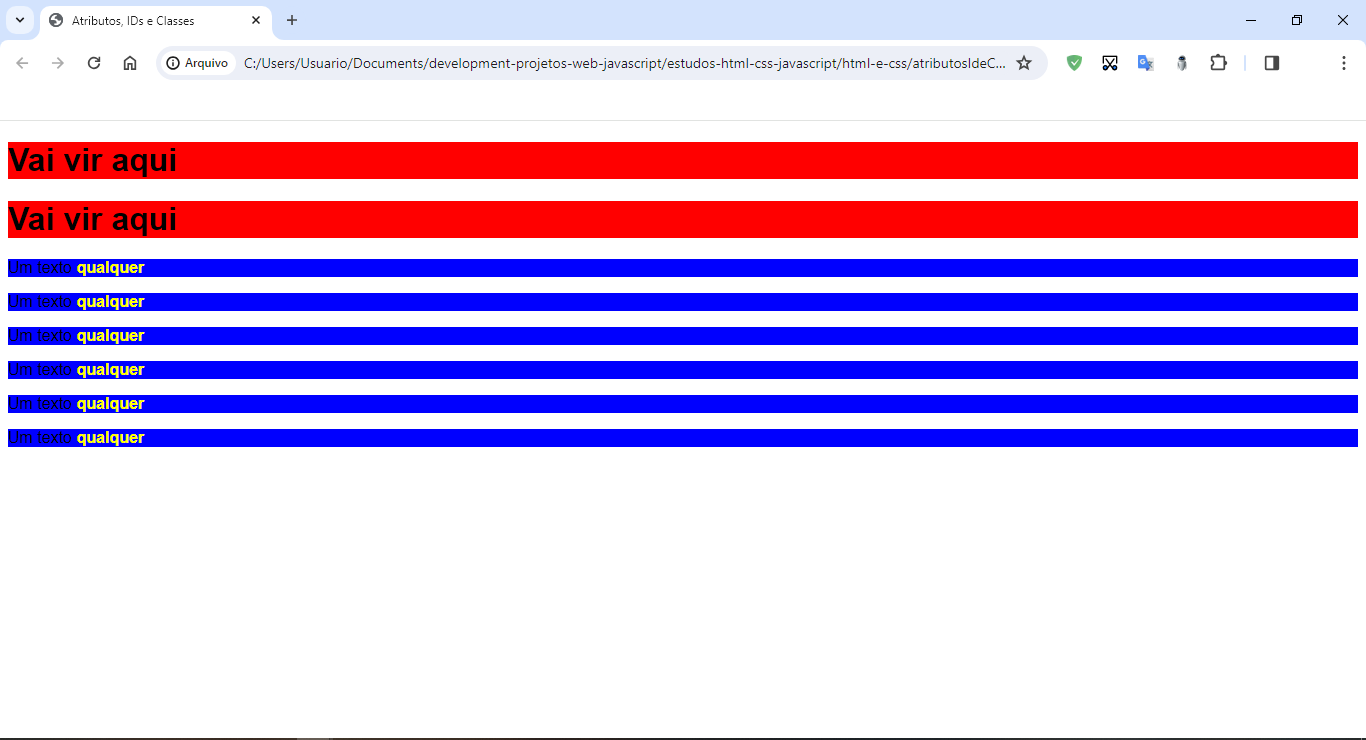 Atributos, IDs e Classes
Arquivo C:/Users/Usuario/Documents/development-projetos-web-javascript/estudos-html-css-javascript/html-e-css/atributosIdeC...
Vai vir aqui
Vai vir aqui
Um texto qualquer
Um texto qualquer
Um texto qualquer
Um texto qualquer
Um texto qualquer
Um texto qualquer